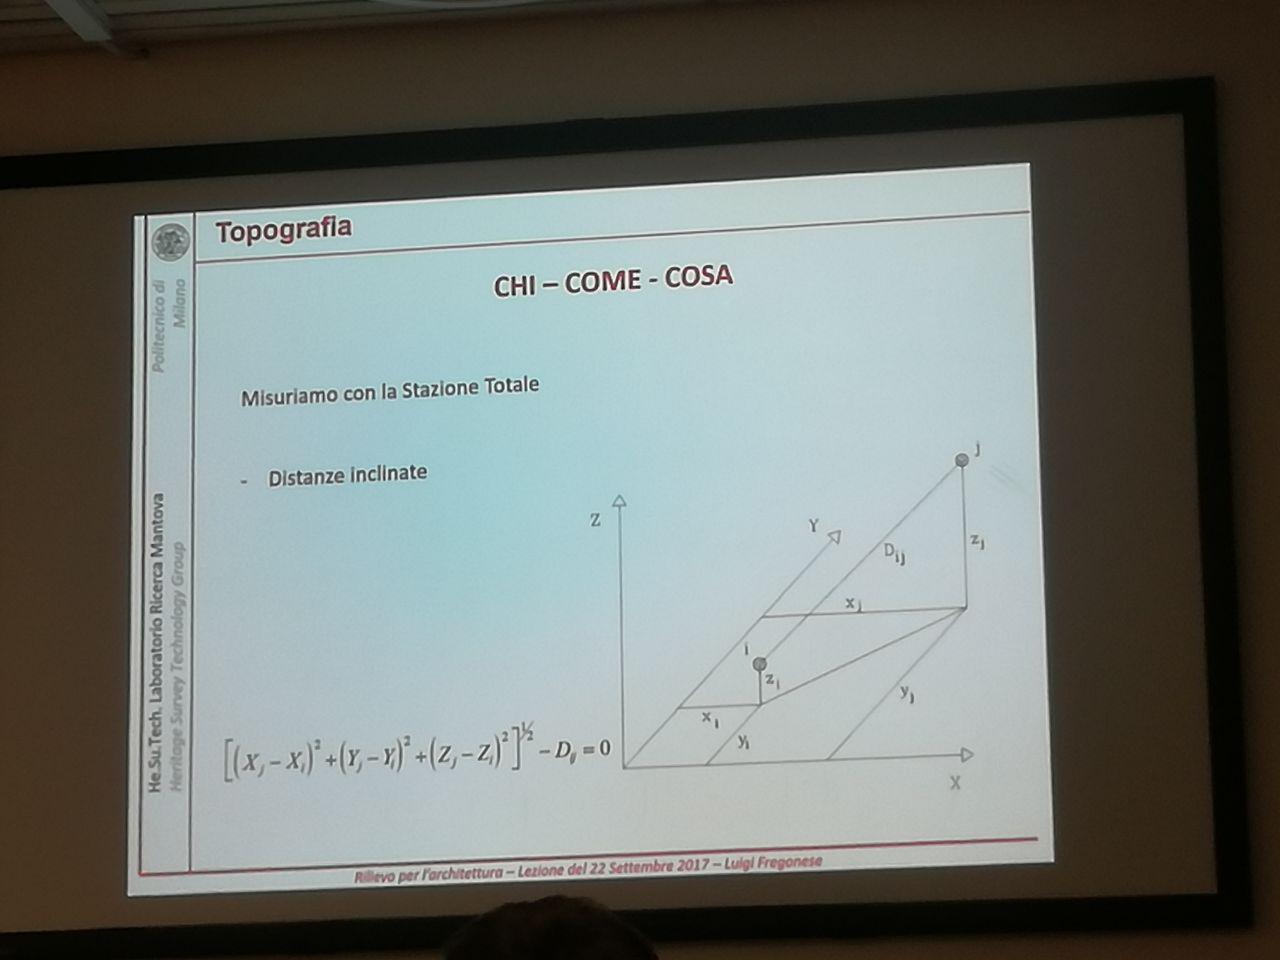 Topografia
Politecnico di
Milano
He.Su.Tech. Laboratorio Ricerca Mantova
Heritage Survey Technology Group
CHI – COME - COSA
Misuriamo con la Stazione Totale
- Distanze inclinate
[(X_j − X_i)^2 + (Y_j − Y_i)^2 + (Z_j − Z_i)^2]^{1/2} − D_{ij} = 0
Z
Y
X
i
j
D_{ij}
z_j
x_j
z_i
x_i
y_i
y_j
Rilievo per l'architettura – Lezione del 22 Settembre 2017 – Luigi Fregonese